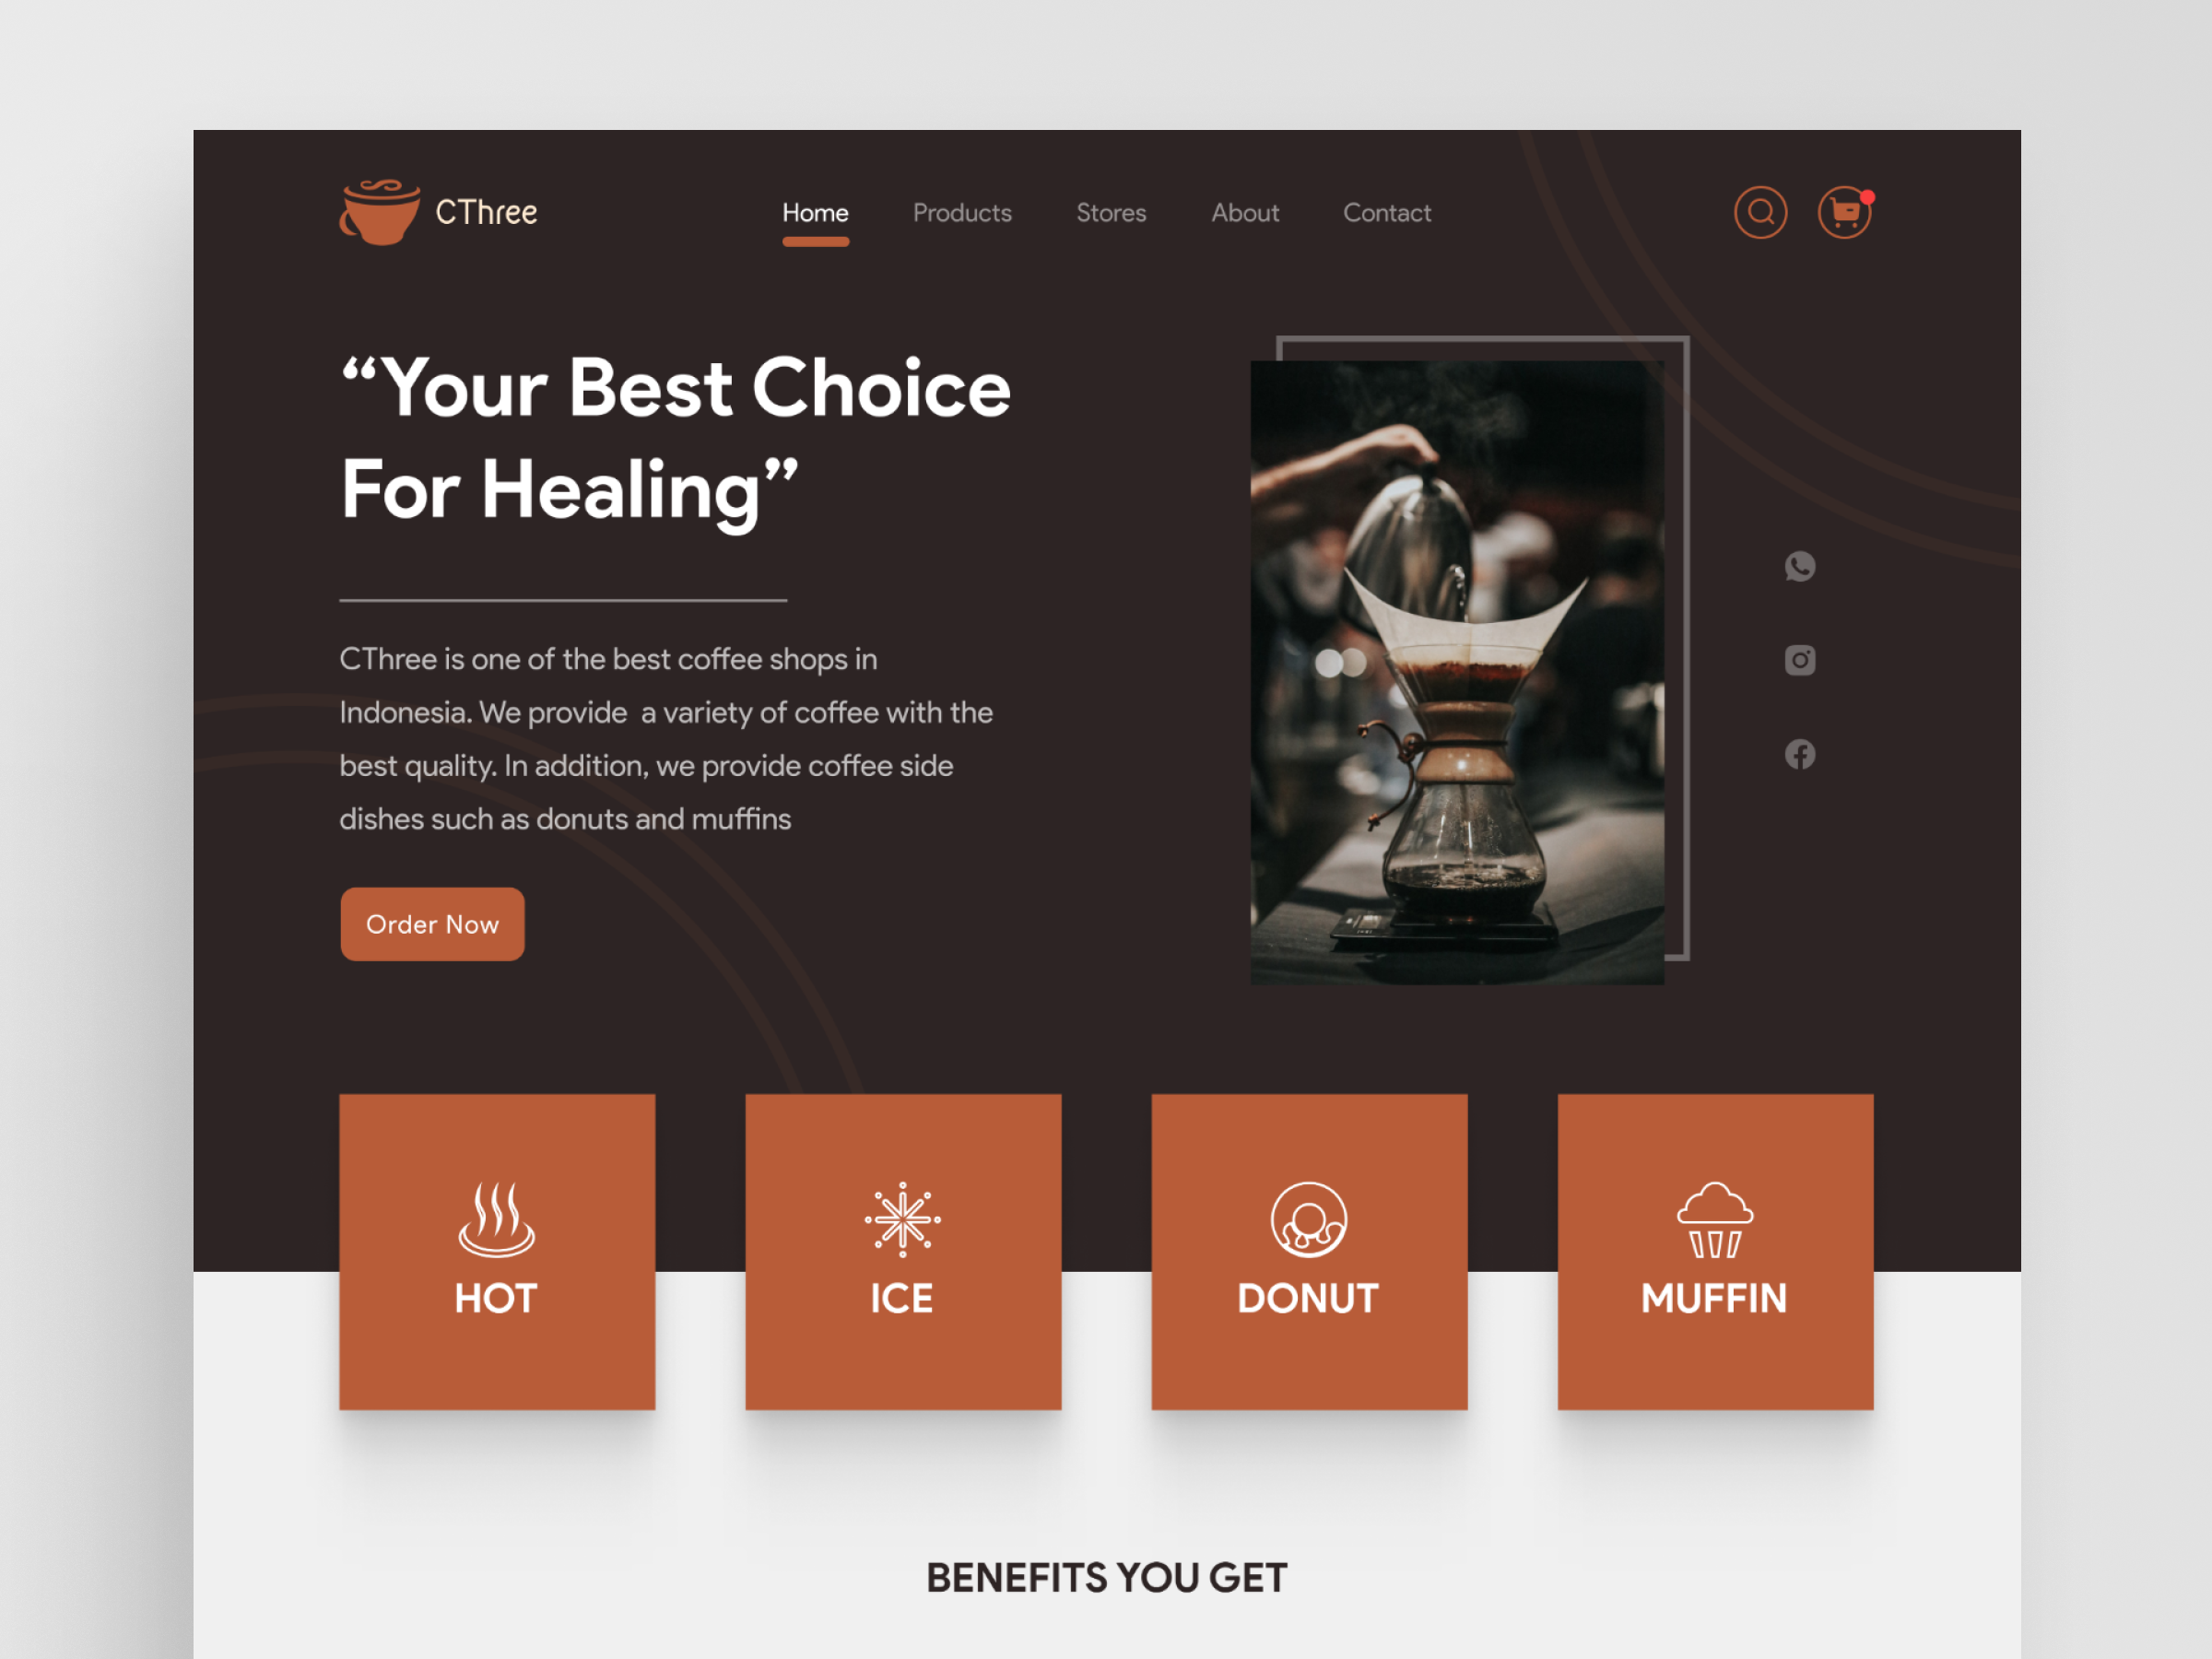 CThree
Home
Products
Stores
About
Contact
“Your Best Choice
For Healing”
CThree is one of the best coffee shops in
Indonesia. We provide  a variety of coffee with the
best quality. In addition, we provide coffee side
dishes such as donuts and muffins
Order Now
HOT
ICE
DONUT
MUFFIN
BENEFITS YOU GET